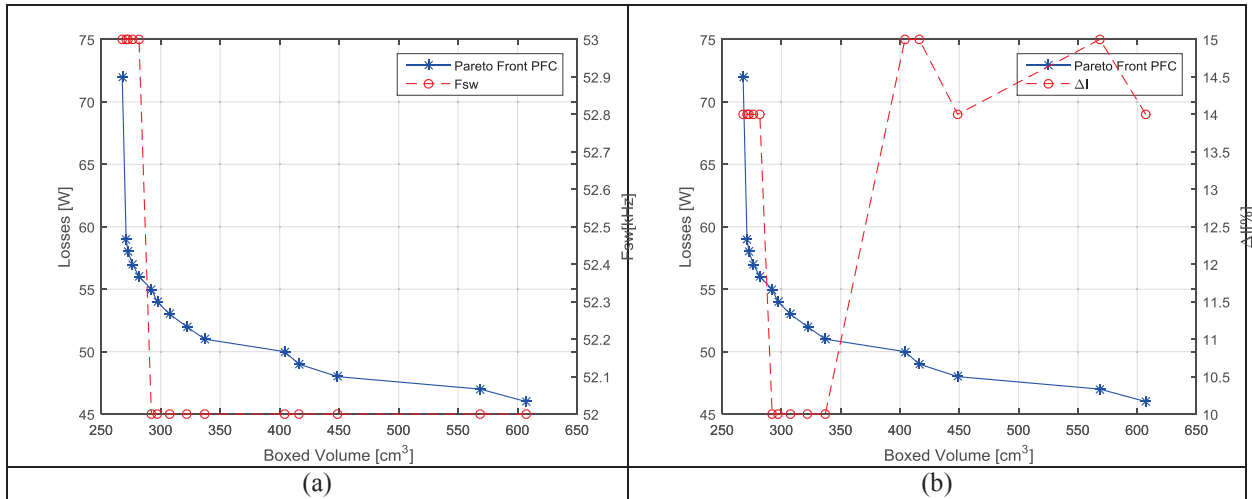 75
70
65
60
55
50
45
Losses [W]
250 300 350 400 450 500 550 600 650
Boxed Volume [cm³]
53
52.9
52.8
52.7
52.6
52.5
52.4
52.3
52.2
52.1
52
Fsw[kHz]
Pareto Front PFC
Fsw
(a)
75
70
65
60
55
50
45
Losses [W]
250 300 350 400 450 500 550 600 650
Boxed Volume [cm³]
15
14.5
14
13.5
13
12.5
12
11.5
11
10.5
10
ΔI[%]
Pareto Front PFC
ΔI
(b)